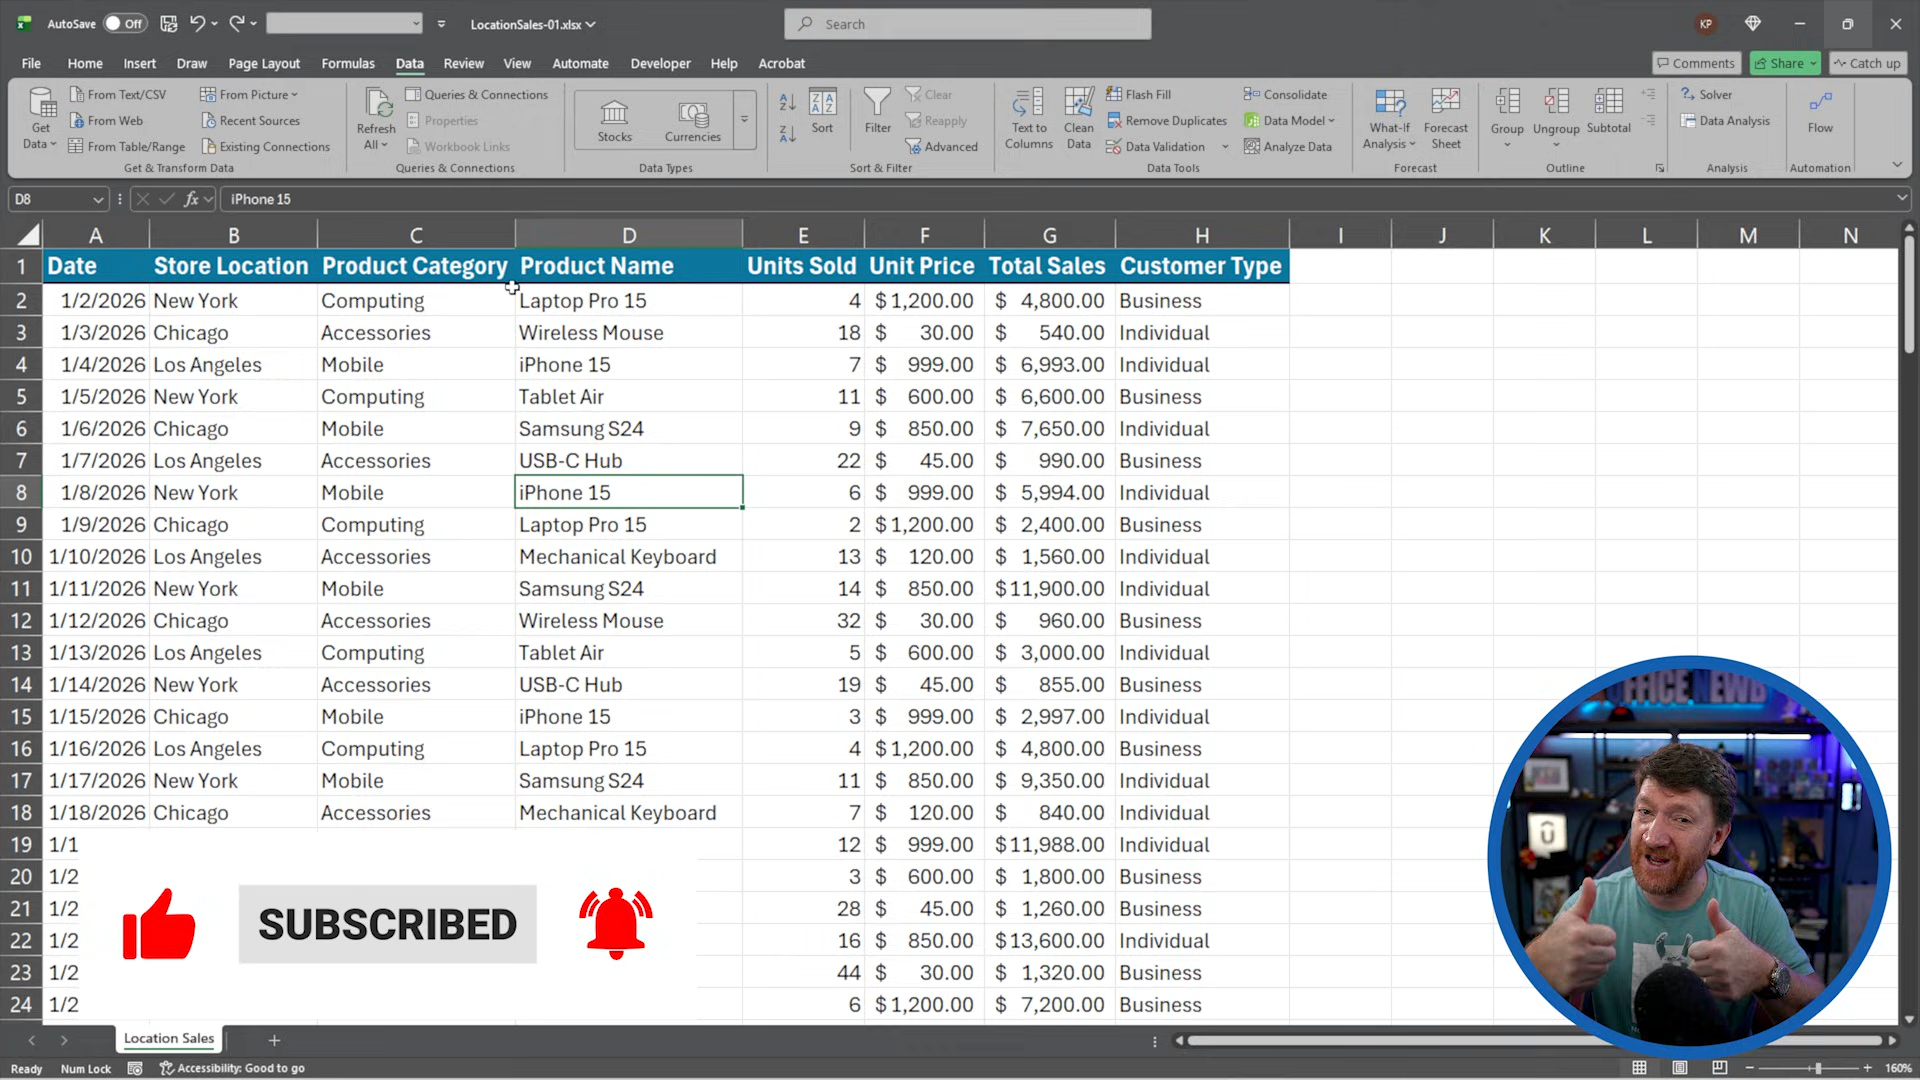 AutoSave Off LocationSales-01.xlsx Search KP
File Home Insert Draw Page Layout Formulas Data Review View Automate Developer Help Acrobat Comments Share Catch up
From Text/CSV From Picture Queries & Connections Clear Flash Fill Consolidate Solver
From Web Recent Sources Properties Reapply Remove Duplicates Data Model Data Analysis
Get Data From Table/Range Existing Connections Refresh All Workbook Links Stocks Currencies Sort Filter Advanced Text to Columns Clean Data Data Validation Analyze Data What-If Analysis Forecast Sheet Group Ungroup Subtotal Flow
Get & Transform Data Queries & Connections Data Types Sort & Filter Data Tools Forecast Outline Analysis Automation
D8 fx iPhone 15
A B C D E F G H I J K L M N
1 Date Store Location Product Category Product Name Units Sold Unit Price Total Sales Customer Type
2 1/2/2026 New York Computing Laptop Pro 15 4 $1,200.00 $ 4,800.00 Business
3 1/3/2026 Chicago Accessories Wireless Mouse 18 $ 30.00 $ 540.00 Individual
4 1/4/2026 Los Angeles Mobile iPhone 15 7 $ 999.00 $ 6,993.00 Individual
5 1/5/2026 New York Computing Tablet Air 11 $ 600.00 $ 6,600.00 Business
6 1/6/2026 Chicago Mobile Samsung S24 9 $ 850.00 $ 7,650.00 Individual
7 1/7/2026 Los Angeles Accessories USB-C Hub 22 $ 45.00 $ 990.00 Business
8 1/8/2026 New York Mobile iPhone 15 6 $ 999.00 $ 5,994.00 Individual
9 1/9/2026 Chicago Computing Laptop Pro 15 2 $1,200.00 $ 2,400.00 Business
10 1/10/2026 Los Angeles Accessories Mechanical Keyboard 13 $ 120.00 $ 1,560.00 Individual
11 1/11/2026 New York Mobile Samsung S24 14 $ 850.00 $11,900.00 Individual
12 1/12/2026 Chicago Accessories Wireless Mouse 32 $ 30.00 $ 960.00 Business
13 1/13/2026 Los Angeles Computing Tablet Air 5 $ 600.00 $ 3,000.00 Individual
14 1/14/2026 New York Accessories USB-C Hub 19 $ 45.00 $ 855.00 Business
15 1/15/2026 Chicago Mobile iPhone 15 3 $ 999.00 $ 2,997.00 Individual
16 1/16/2026 Los Angeles Computing Laptop Pro 15 4 $1,200.00 $ 4,800.00 Business
17 1/17/2026 New York Mobile Samsung S24 11 $ 850.00 $ 9,350.00 Individual
18 1/18/2026 Chicago Accessories Mechanical Keyboard 7 $ 120.00 $ 840.00 Individual
19 1/1 12 $ 999.00 $11,988.00 Individual
20 1/2 3 $ 600.00 $ 1,800.00 Business
21 1/2 28 $ 45.00 $ 1,260.00 Business
22 1/2 16 $ 850.00 $13,600.00 Individual
23 1/2 44 $ 30.00 $ 1,320.00 Business
24 1/2 6 $1,200.00 $ 7,200.00 Business
SUBSCRIBED
OFFICE NEWB
Location Sales
Ready Num Lock Accessibility: Good to go 160%